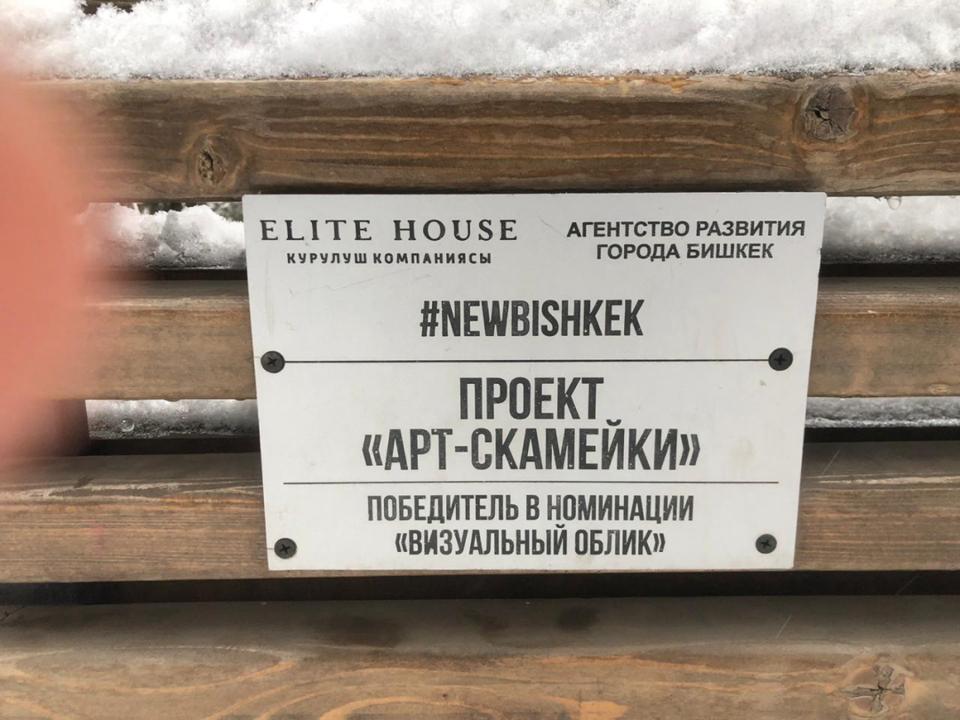 ELITE HOUSE
КУРУЛУШ КОМПАНИЯСЫ
АГЕНТСТВО РАЗВИТИЯ
ГОРОДА БИШКЕК
#NEWBISHKEK
ПРОЕКТ
«АРТ-СКАМЕЙКИ»
ПОБЕДИТЕЛЬ В НОМИНАЦИИ
«ВИЗУАЛЬНЫЙ ОБЛИК»